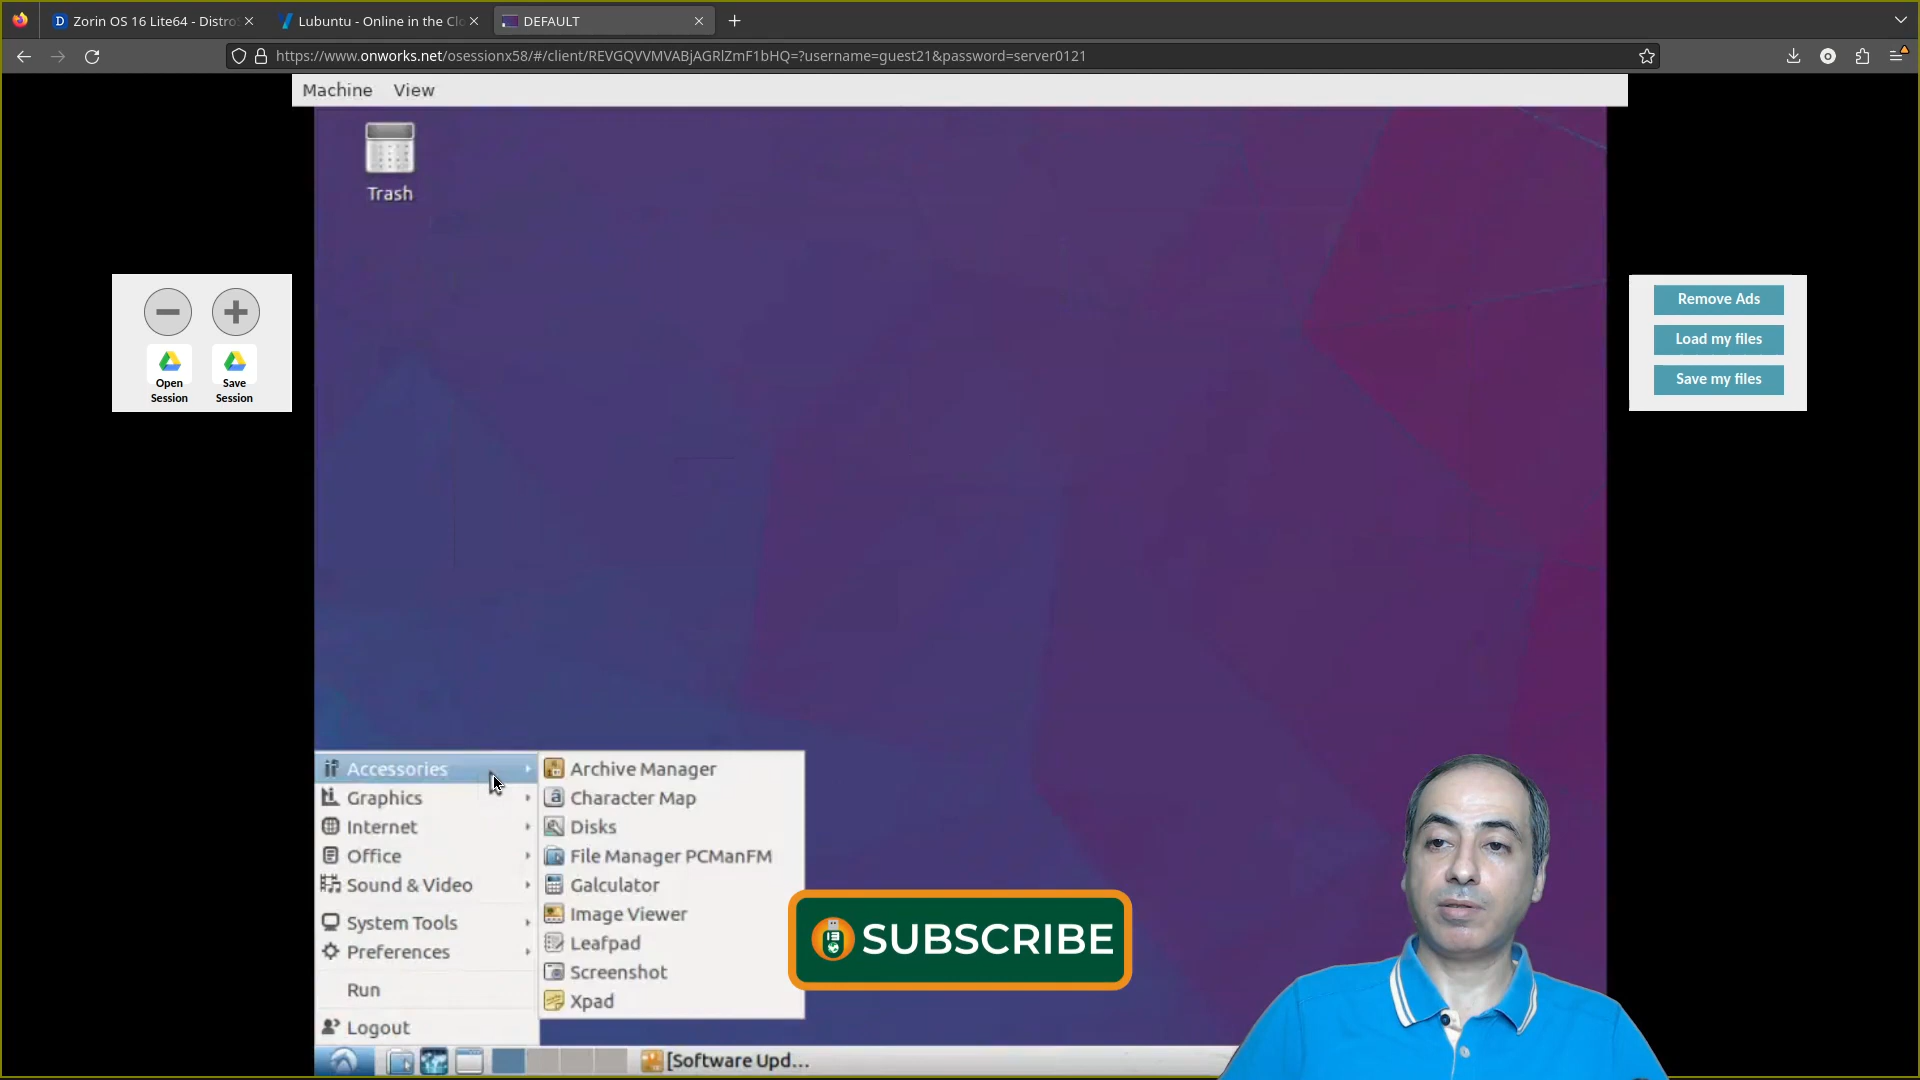 Zorin OS 16 Lite64 - Distro
Lubuntu - Online in the Clo
DEFAULT
https://www.onworks.net/osessionx58/#/client/REVGQVVMVABjAGRlZmF1bHQ=?username=guest21&password=server0121
Machine View
Trash
Open Session
Save Session
Remove Ads
Load my files
Save my files
Accessories
Graphics
Internet
Office
Sound & Video
System Tools
Preferences
Run
Logout
Archive Manager
Character Map
Disks
File Manager PCManFM
Galculator
Image Viewer
Leafpad
Screenshot
Xpad
SUBSCRIBE
[Software Upd...